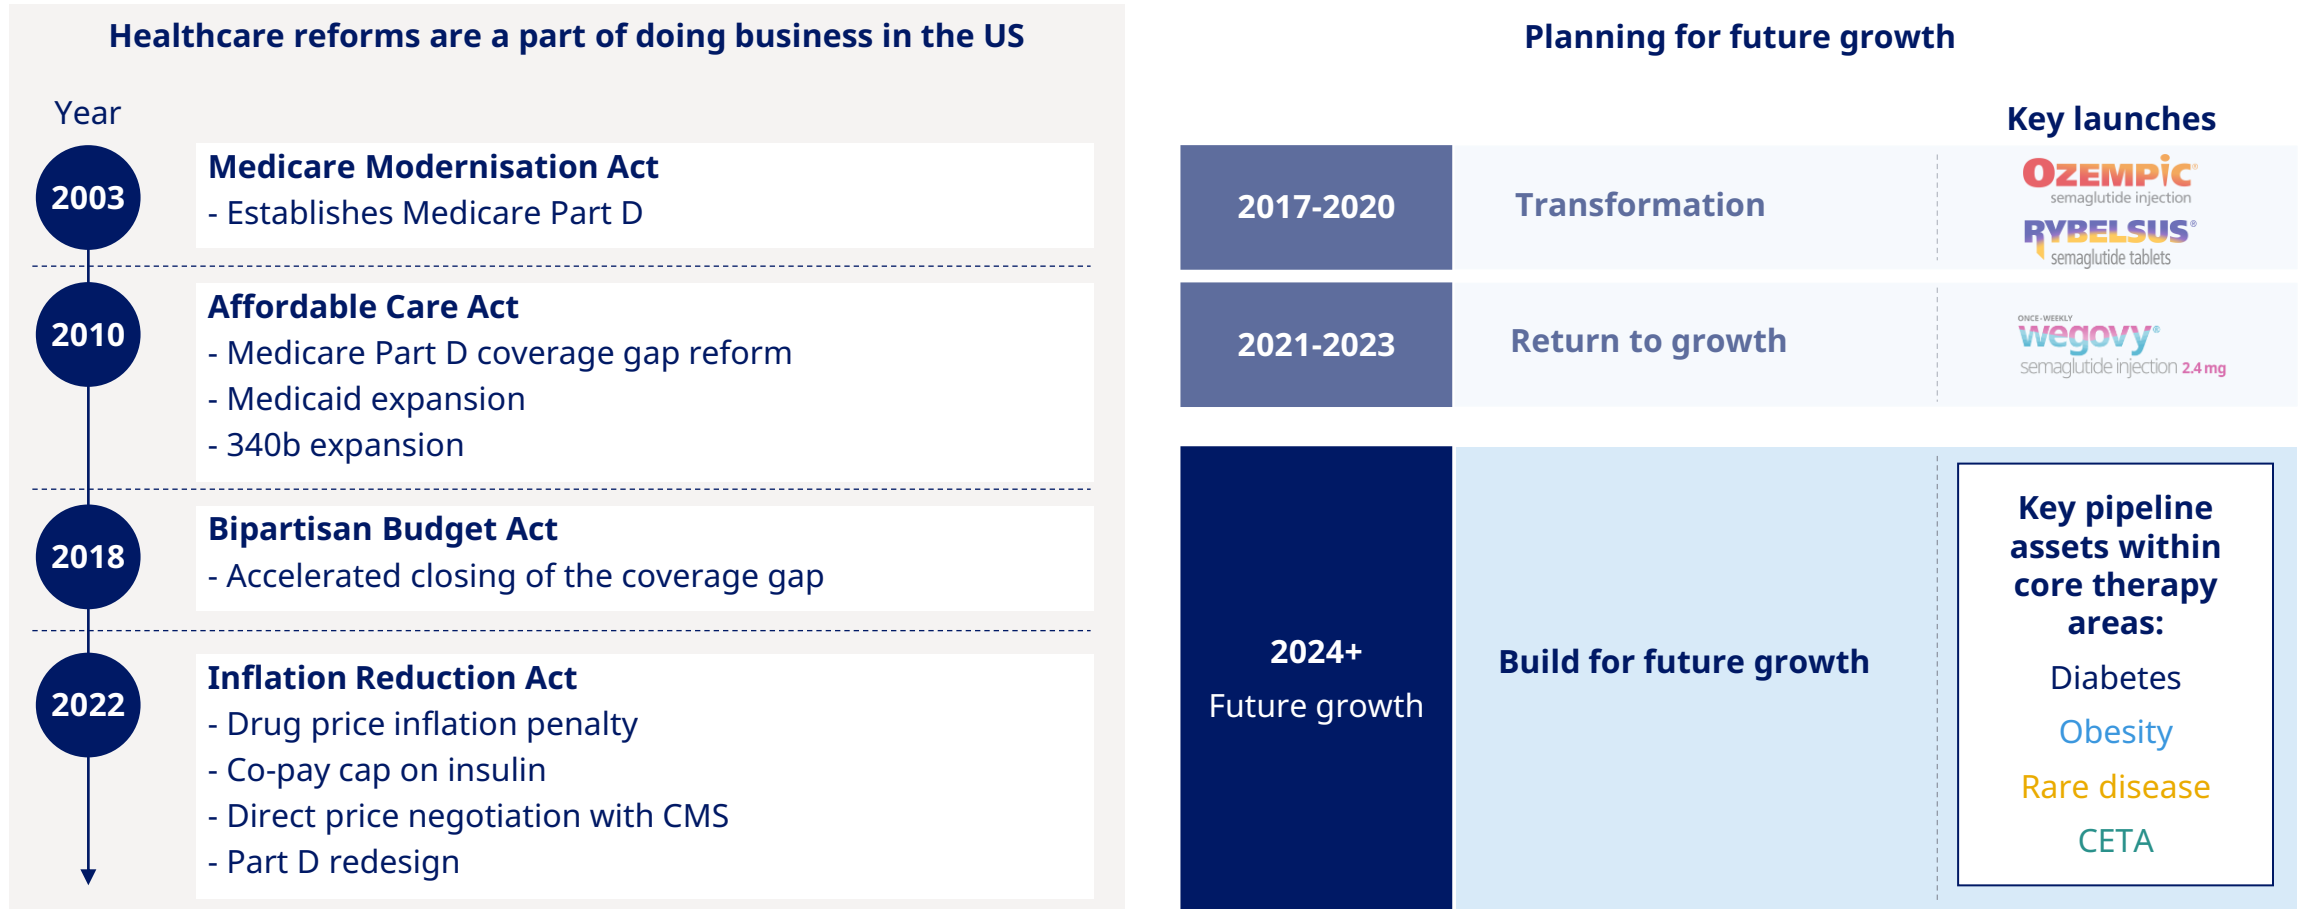 Healthcare reforms are a part of doing business in the US
Year
2003
Medicare Modernisation Act
- Establishes Medicare Part D
2010
Affordable Care Act
- Medicare Part D coverage gap reform
- Medicaid expansion
- 340b expansion
2018
Bipartisan Budget Act
- Accelerated closing of the coverage gap
2022
Inflation Reduction Act
- Drug price inflation penalty
- Co-pay cap on insulin
- Direct price negotiation with CMS
- Part D redesign
Planning for future growth
Key launches
2017-2020
Transformation
OZEMPIC®
semaglutide injection
RYBELSUS®
semaglutide tablets
2021-2023
Return to growth
ONCE-WEEKLY
wegovy®
semaglutide injection 2.4 mg
2024+
Future growth
Build for future growth
Key pipeline
assets within
core therapy
areas:
Diabetes
Obesity
Rare disease
CETA